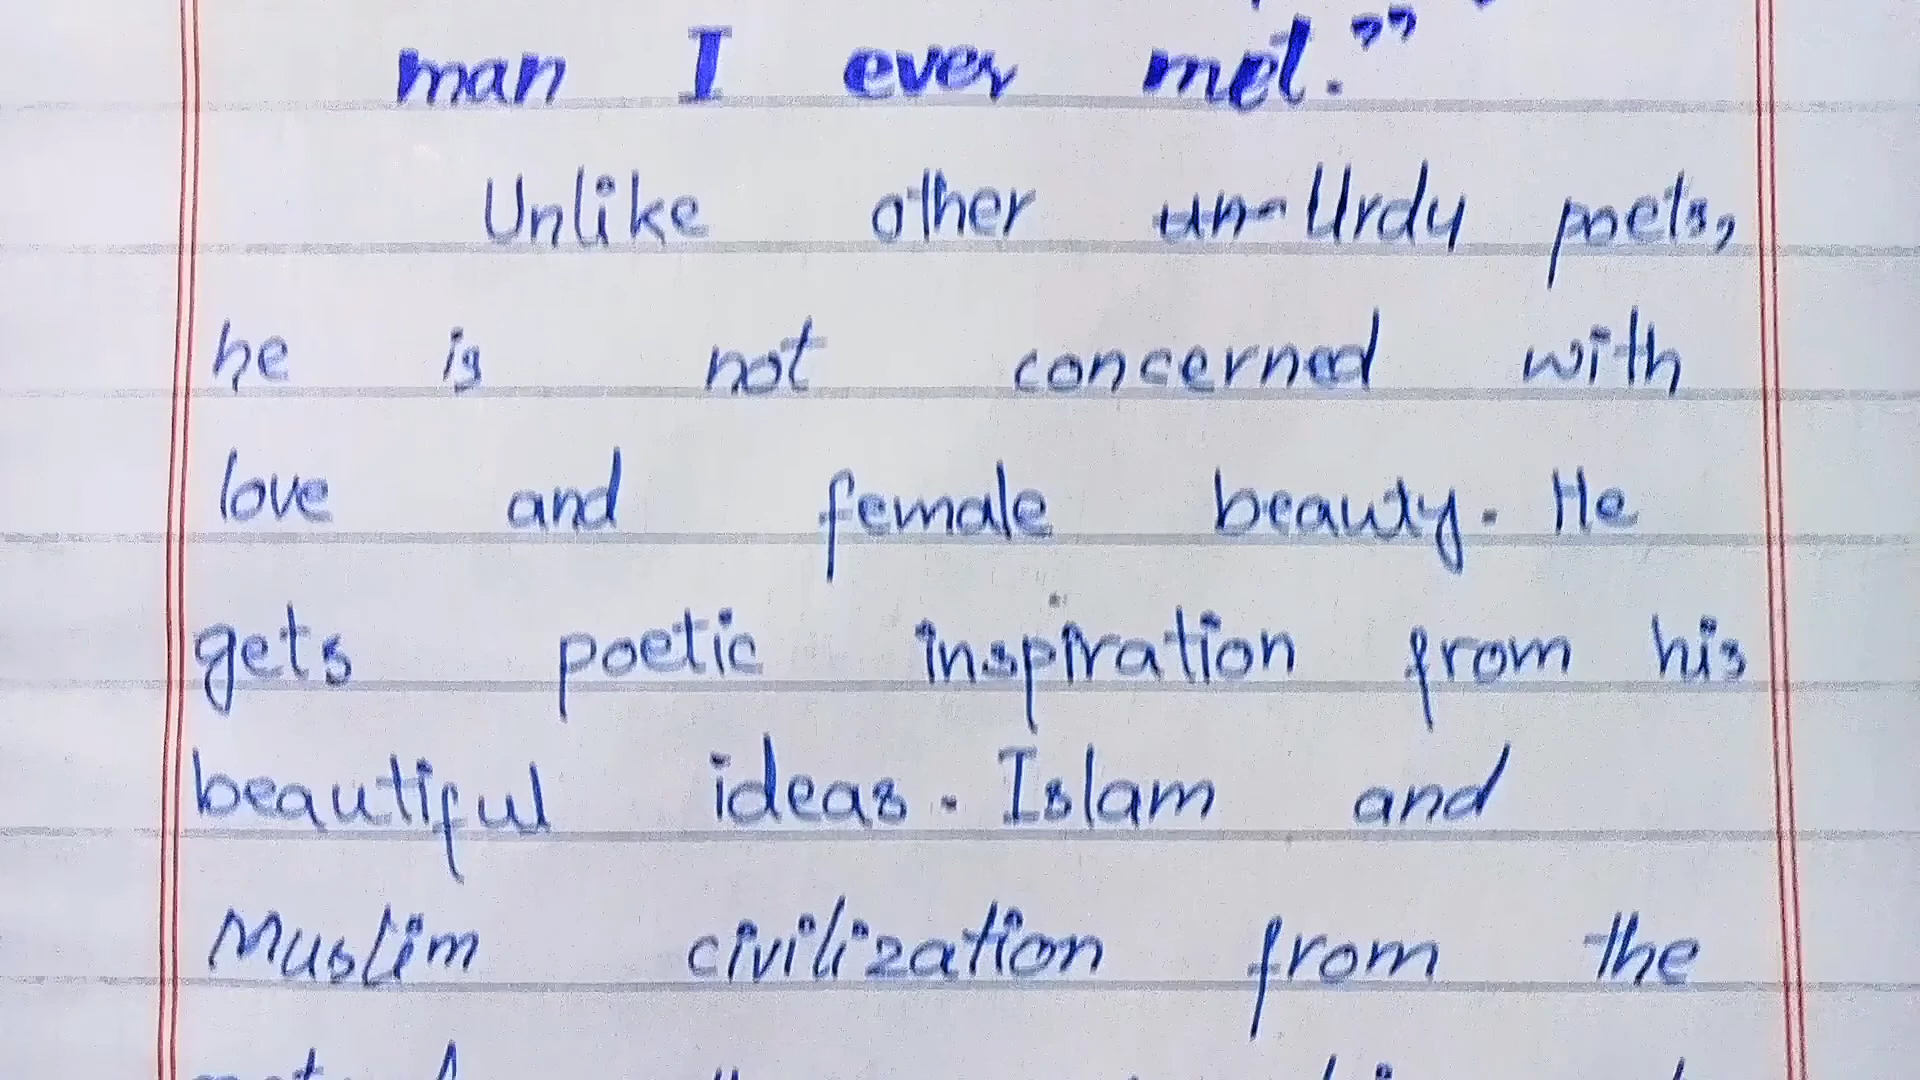 man I ever met.”
Unlike other un- Urdy poets,
he is not concerned with
love and female beauty. He
gets poetic inspiration from his
beautiful ideas. Islam and
Muslim civilization from the